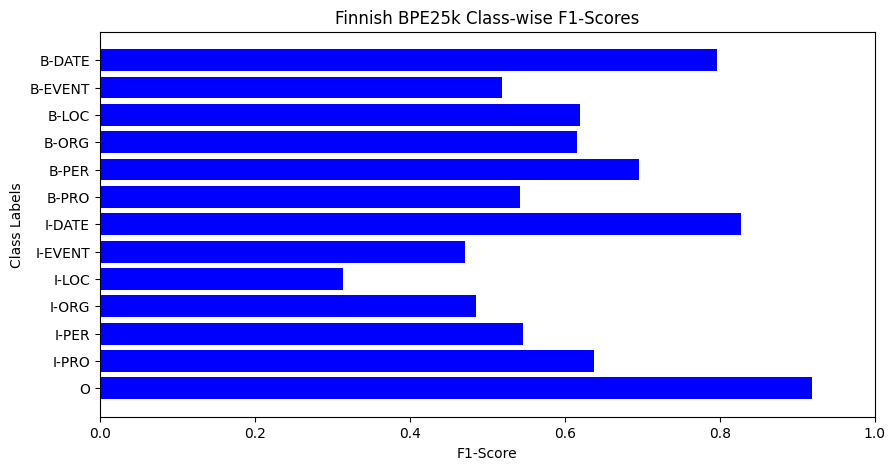 Finnish BPE25k Class-wise F1-Scores
Class Labels
B-DATE
B-EVENT
B-LOC
B-ORG
B-PER
B-PRO
I-DATE
I-EVENT
I-LOC
I-ORG
I-PER
I-PRO
O
0.0 0.2 0.4 0.6 0.8 1.0
F1-Score